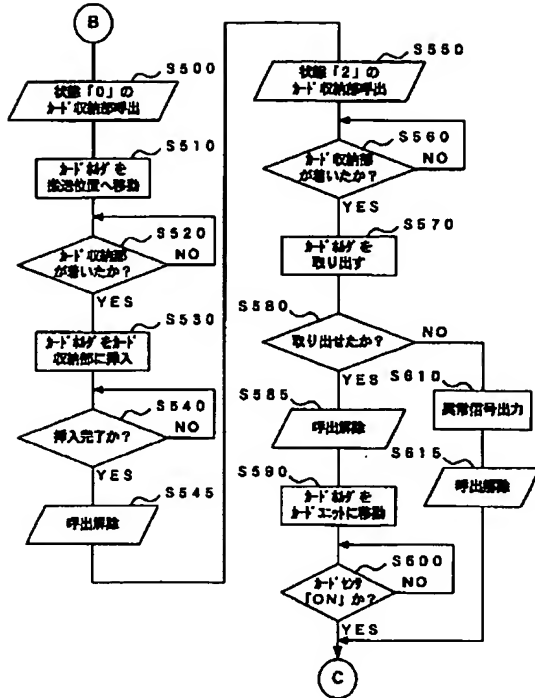 B
S500
状態「0」の
カード収納部呼出
S510
カードホルダを
搬送位置へ移動
S520
カード収納部
が着いたか?
NO
YES
S530
カードホルダをカード
収納部に挿入
S540
挿入完了か?
NO
YES
S545
呼出解除
S550
状態「2」の
カード収納部呼出
S560
カード収納部
が着いたか?
NO
YES
S570
カードホルダを
取り出す
S580
取り出せたか?
NO
YES
S585
呼出解除
S590
カードホルダを
カードユニットに移動
S600
カードセンサ
「ON」か?
NO
YES
S610
異常信号出力
S615
呼出解除
C